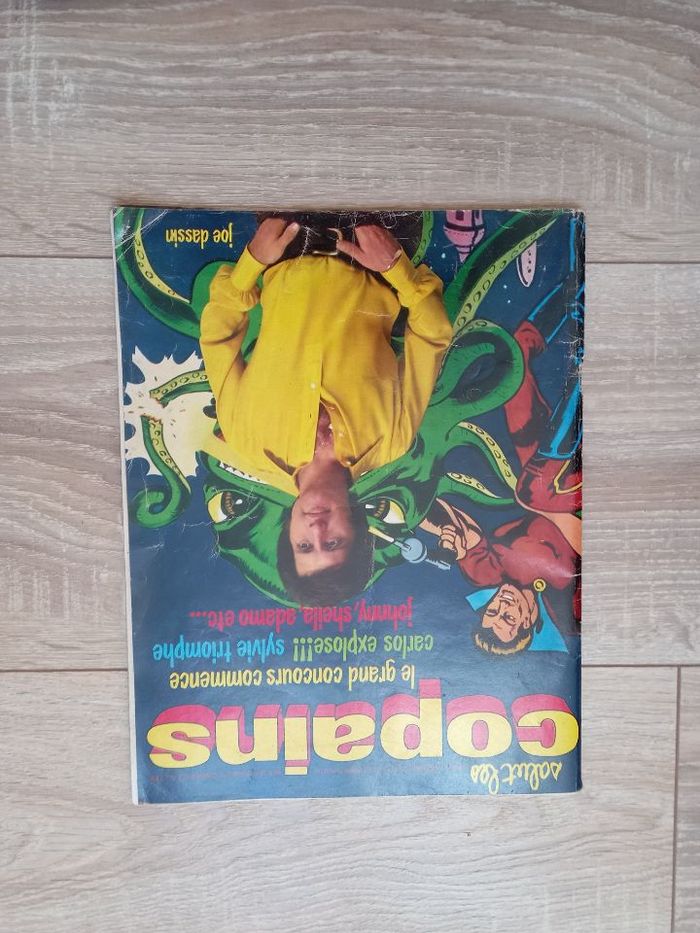 salut les
copains
le grand concours commence
carlos explose!!! sylvie triomphe
johnny, sheila, adamo etc...
joe dassin